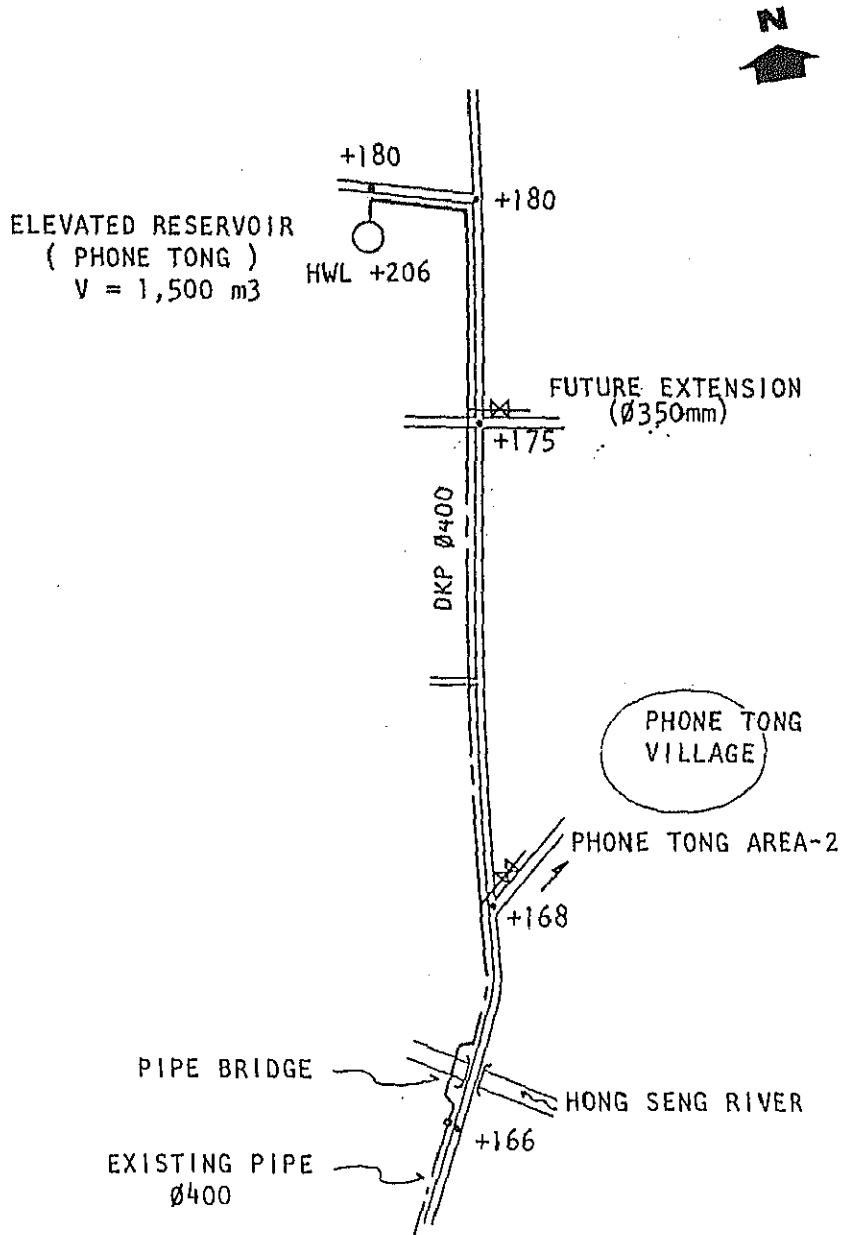 N
+180
+180
ELEVATED RESERVOIR
( PHONE TONG )
V = 1,500 m3
HWL +206
FUTURE EXTENSION
(Ø350mm)
+175
DKP Ø400
PHONE TONG
VILLAGE
PHONE TONG AREA-2
+168
PIPE BRIDGE
HONG SENG RIVER
+166
EXISTING PIPE
Ø400